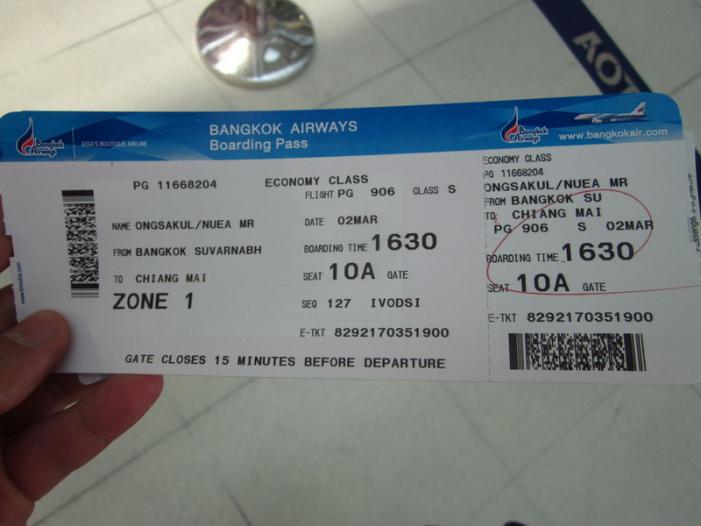 Bangkok Airways
ASIA'S BOUTIQUE AIRLINE
BANGKOK AIRWAYS
Boarding Pass
PG 11668204
ECONOMY CLASS
FLIGHT PG 906 CLASS S
NAME ONGSAKUL/NUEA MR
DATE 02MAR
FROM BANGKOK SUVARNABH
BOARDING TIME 1630
TO CHIANG MAI
SEAT 10A GATE
ZONE 1
SEQ 127 IVODSI
E-TKT 8292170351900
GATE CLOSES 15 MINUTES BEFORE DEPARTURE
Bangkok Airways
www.bangkokair.com
ECONOMY CLASS
PG 11668204
ONGSAKUL/NUEA MR
FROM BANGKOK SU
TO CHIANG MAI
PG 906 S 02MAR
BOARDING TIME 1630
SEAT 10A GATE
E-TKT 8292170351900
AOT